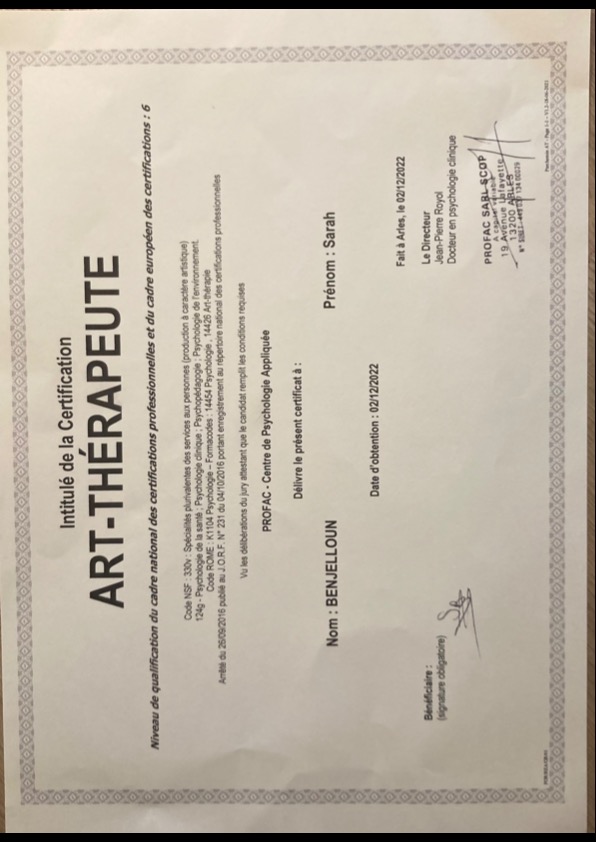 Intitulé de la Certification
ART-THÉRAPEUTE
Niveau de qualification du cadre national des certifications professionnelles et du cadre européen des certifications : 6
Code NSF : 330v : Spécialités plurivalentes des services aux personnes (production à caractère artistique)
124g - Psychologie de la santé ; Psychologie clinique ; Psychopédagogie ; Psychologie de l'environnement,
Code ROME : K1104 Psychologie – Formacodes : 14454 Psychologie , 14426 Art-thérapie
Arrêté du 26/09/2016 publié au J.O.R.F. N° 231 du 04/10/2016 portant enregistrement au répertoire national des certifications professionnelles
Vu les délibérations du jury attestant que le candidat remplit les conditions requises
PROFAC - Centre de Psychologie Appliquée
Délivre le présent certificat à :
Nom : BENJELLOUN Prénom : Sarah
Date d'obtention : 02/12/2022
Fait à Arles, le 02/12/2022
Bénéficiaire :
(signature obligatoire)
Le Directeur
Jean-Pierre Royol
Docteur en psychologie clinique
PROFAC SARL SCOP
A capital variable
19 Avenue Lafayette
13200 ARLES